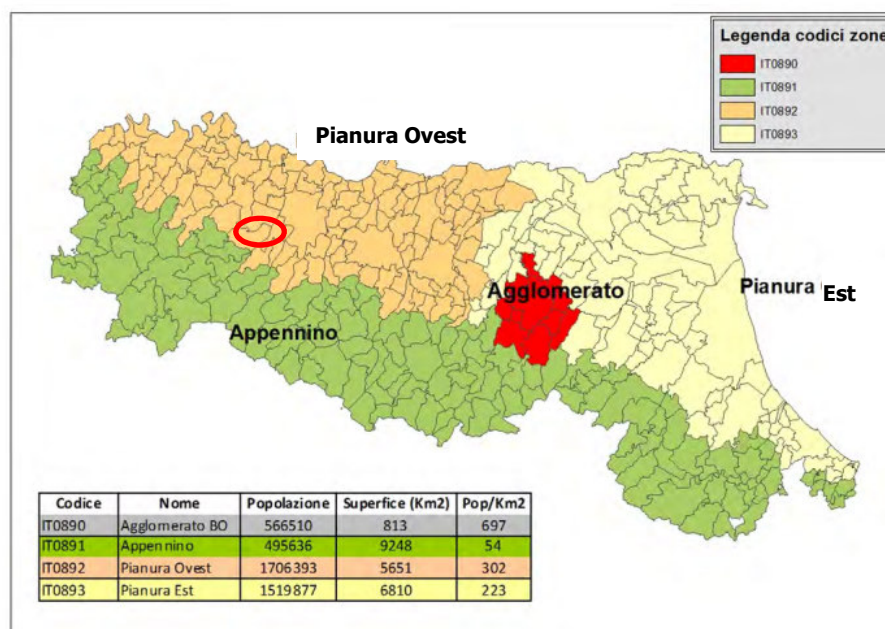 Legenda codici zone
IT0890
IT0891
IT0892
IT0893
Pianura Ovest
Agglomerato
Pianura Est
Appennino
Codice Nome Popolazione Superfice (Km2) Pop/Km2
IT0890 Agglomerato BO 566510 813 697
IT0891 Appennino 495636 9248 54
IT0892 Pianura Ovest 1706393 5651 302
IT0893 Pianura Est 1519877 6810 223